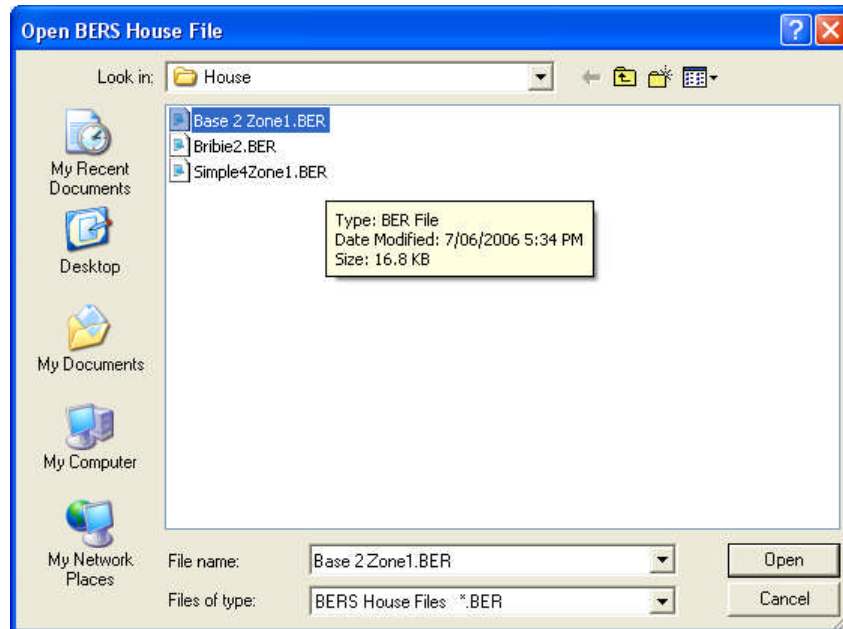 Open BERS House File
Look in: House
Base 2 Zone1.BER
Bribie2.BER
Simple4Zone1.BER
Type: BER File
Date Modified: 7/06/2006 5:34 PM
Size: 16.8 KB
My Recent
Documents
Desktop
My Documents
My Computer
My Network
Places
File name: Base 2 Zone1.BER Open
Files of type: BERS House Files *.BER Cancel